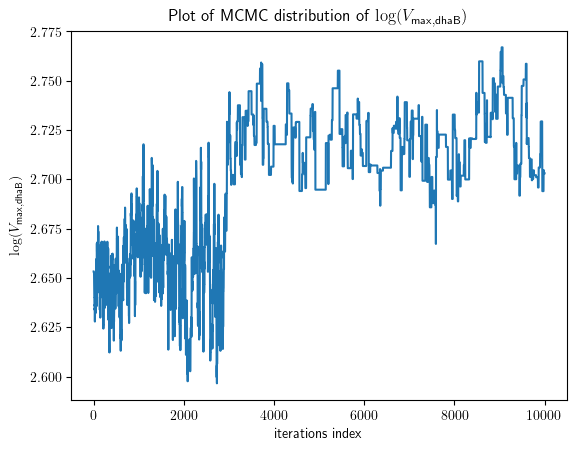 Plot of MCMC distribution of log(V_max,dhaB)
2.775
2.750
2.725
2.700
2.675
2.650
2.625
2.600
log(V_max,dhaB)
0 2000 4000 6000 8000 10000
iterations index